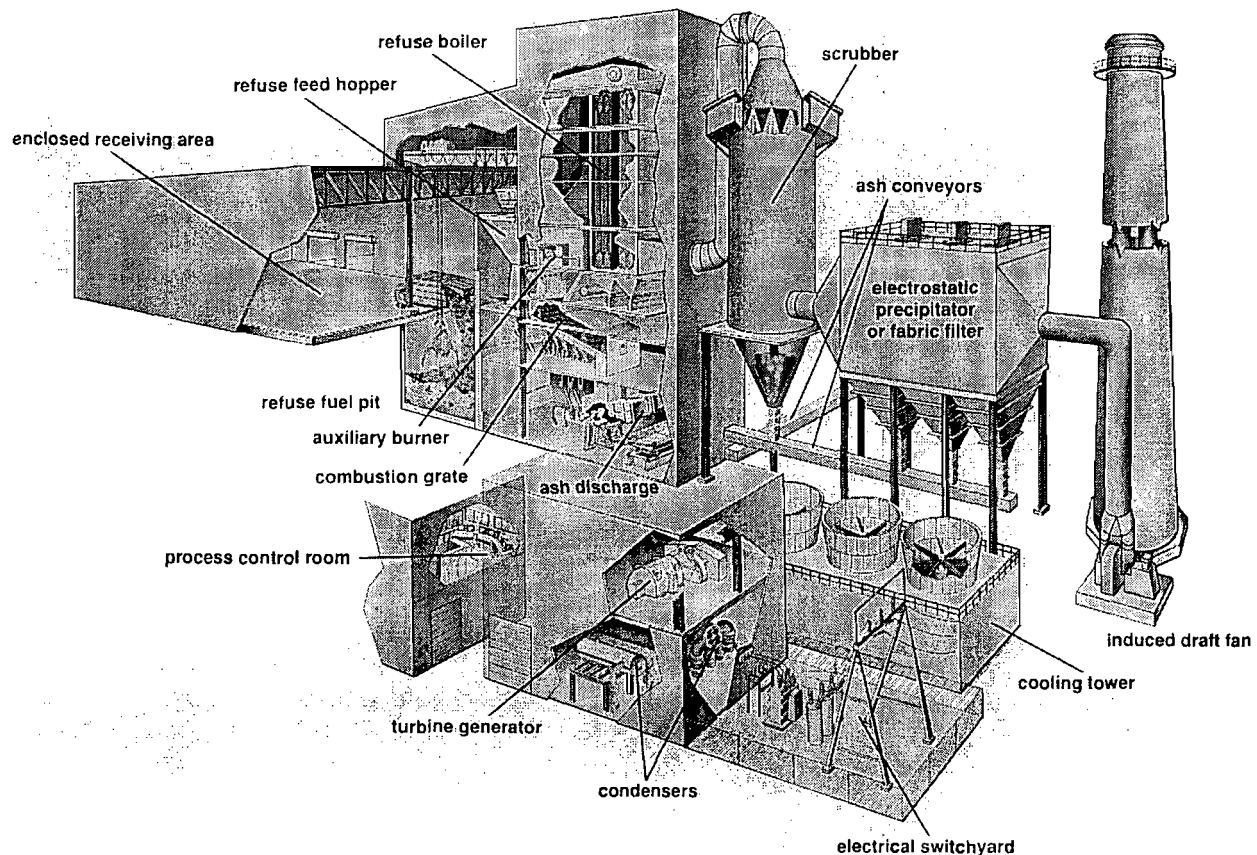 refuse boiler
scrubber
refuse feed hopper
enclosed receiving area
ash conveyors
electrostatic
precipitator
or fabric filter
refuse fuel pit
auxiliary burner
combustion grate
ash discharge
process control room
induced draft fan
cooling tower
turbine generator
condensers
electrical switchyard